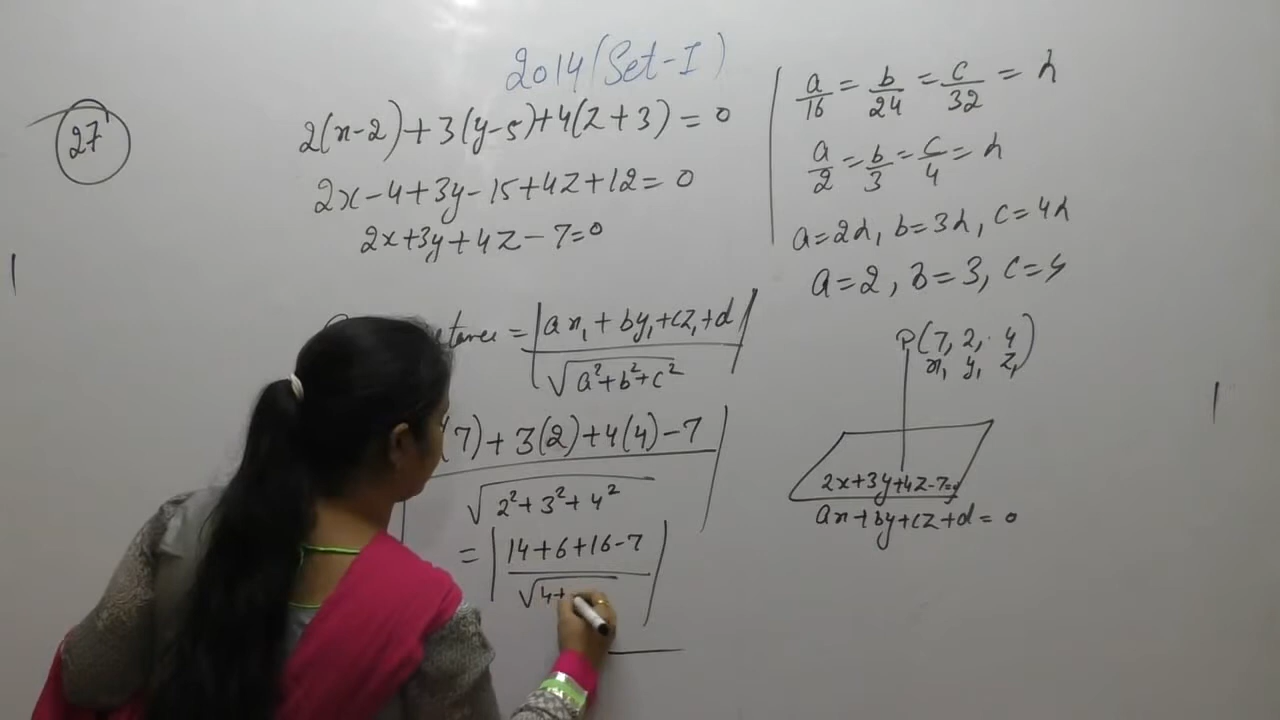 2014 (Set-I)
27
2(x-2)+3(y-5)+4(z+3)=0
2x-4+3y-15+4z+12=0
2x+3y+4z-7=0
= |ax₁+by₁+cz₁+d|
√a²+b²+c²
7)+3(2)+4(4)-7
√2²+3²+4²
= |14+6+16-7|
√4+
a/16 = b/24 = c/32 = λ
a/2 = b/3 = c/4 = λ
a=2λ, b=3λ, c=4λ
a=2, b=3, c=4
P(7, 2, 4)
x₁ y₁ z₁
2x+3y+4z-7=0
ax+by+cz+d=0